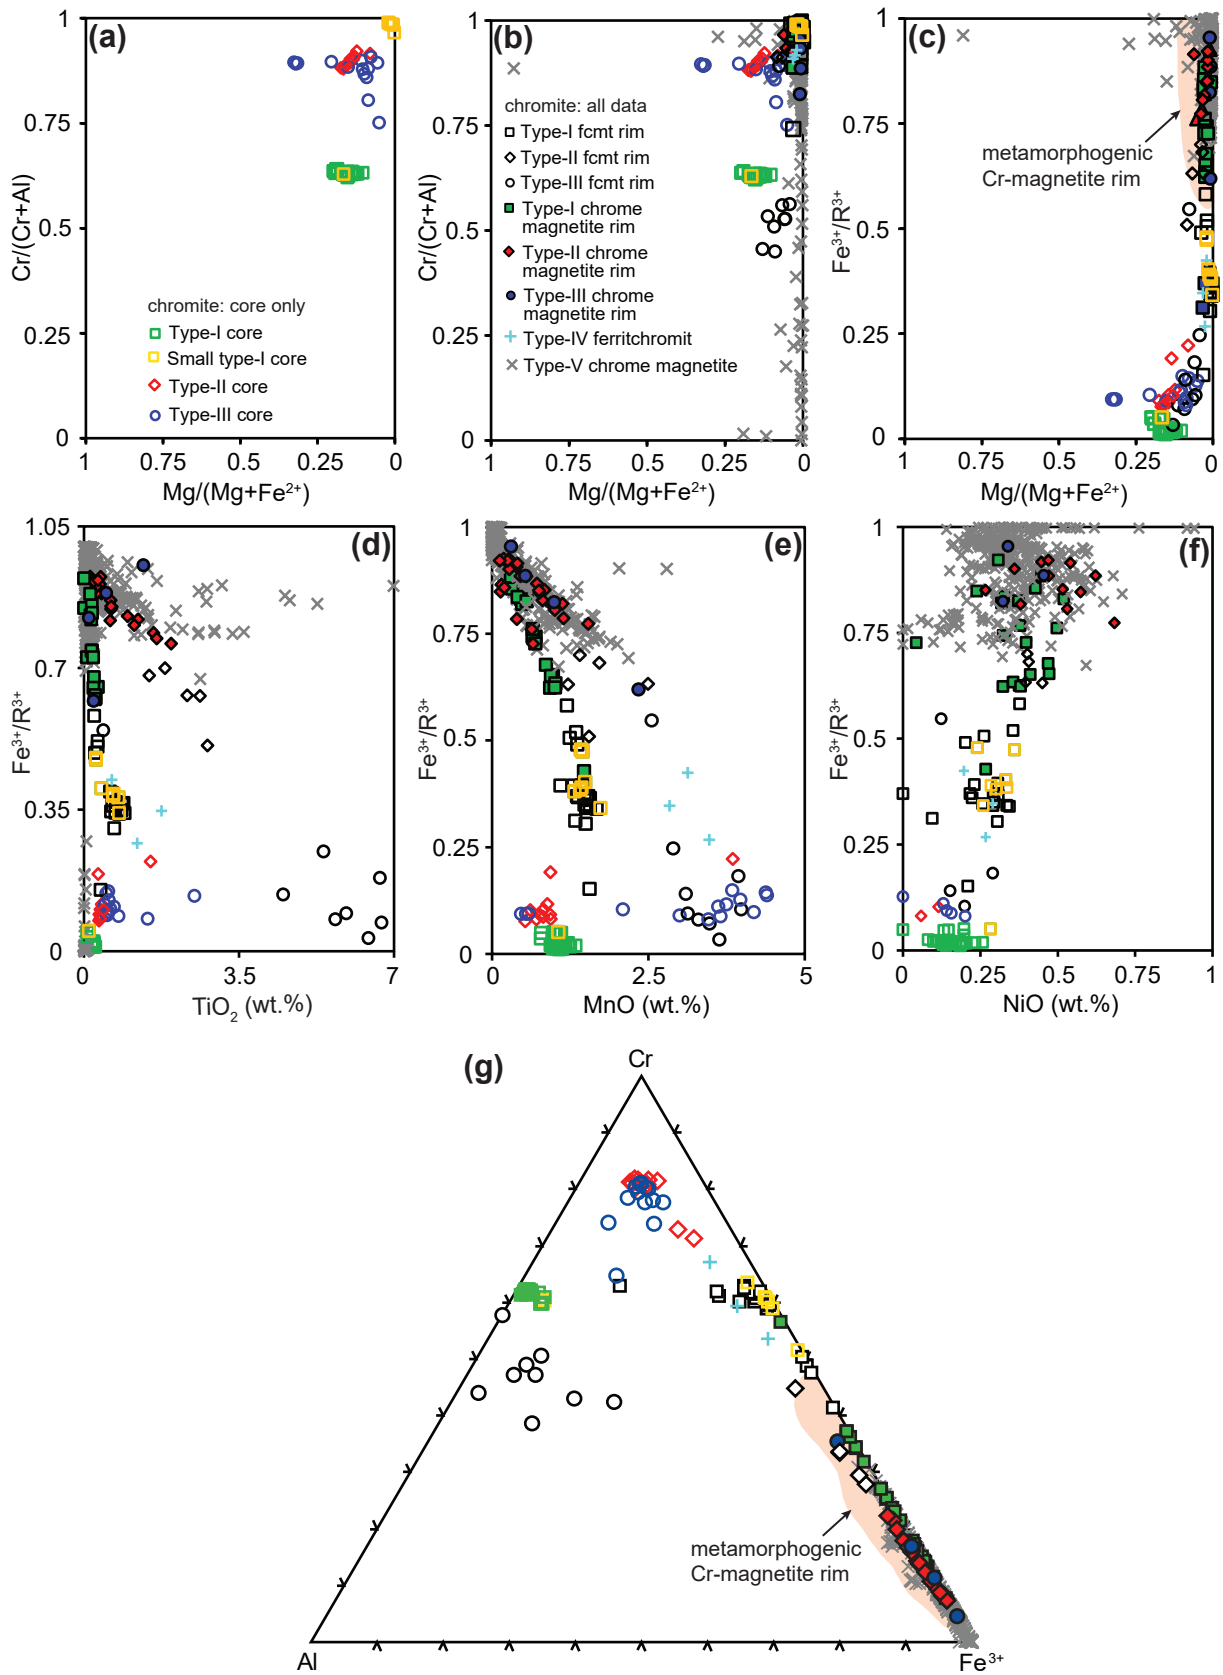 (a)
1
0.75
0.5
0.25
0
Cr/(Cr+Al)
chromite: core only
Type-I core
Small type-I core
Type-II core
Type-III core
1
0.75
0.5
0.25
0
Mg/(Mg+Fe²⁺)
(b)
1
0.75
0.5
0.25
0
Cr/(Cr+Al)
chromite: all data
Type-I fcmt rim
Type-II fcmt rim
Type-III fcmt rim
Type-I chrome
magnetite rim
Type-II chrome
magnetite rim
Type-III chrome
magnetite rim
Type-IV ferritchromit
Type-V chrome magnetite
1
0.75
0.5
0.25
0
Mg/(Mg+Fe²⁺)
(c)
1
0.75
0.5
0.25
0
Fe³⁺/R³⁺
metamorphogenic
Cr-magnetite rim
1
0.75
0.5
0.25
0
Mg/(Mg+Fe²⁺)
(d)
1.05
0.7
0.35
0
Fe³⁺/R³⁺
0
3.5
7
TiO₂ (wt.%)
(e)
1
0.75
0.5
0.25
0
Fe³⁺/R³⁺
0
2.5
5
MnO (wt.%)
(f)
1
0.75
0.5
0.25
0
Fe³⁺/R³⁺
0
0.25
0.5
0.75
1
NiO (wt.%)
(g)
Cr
metamorphogenic
Cr-magnetite rim
Al
Fe³⁺